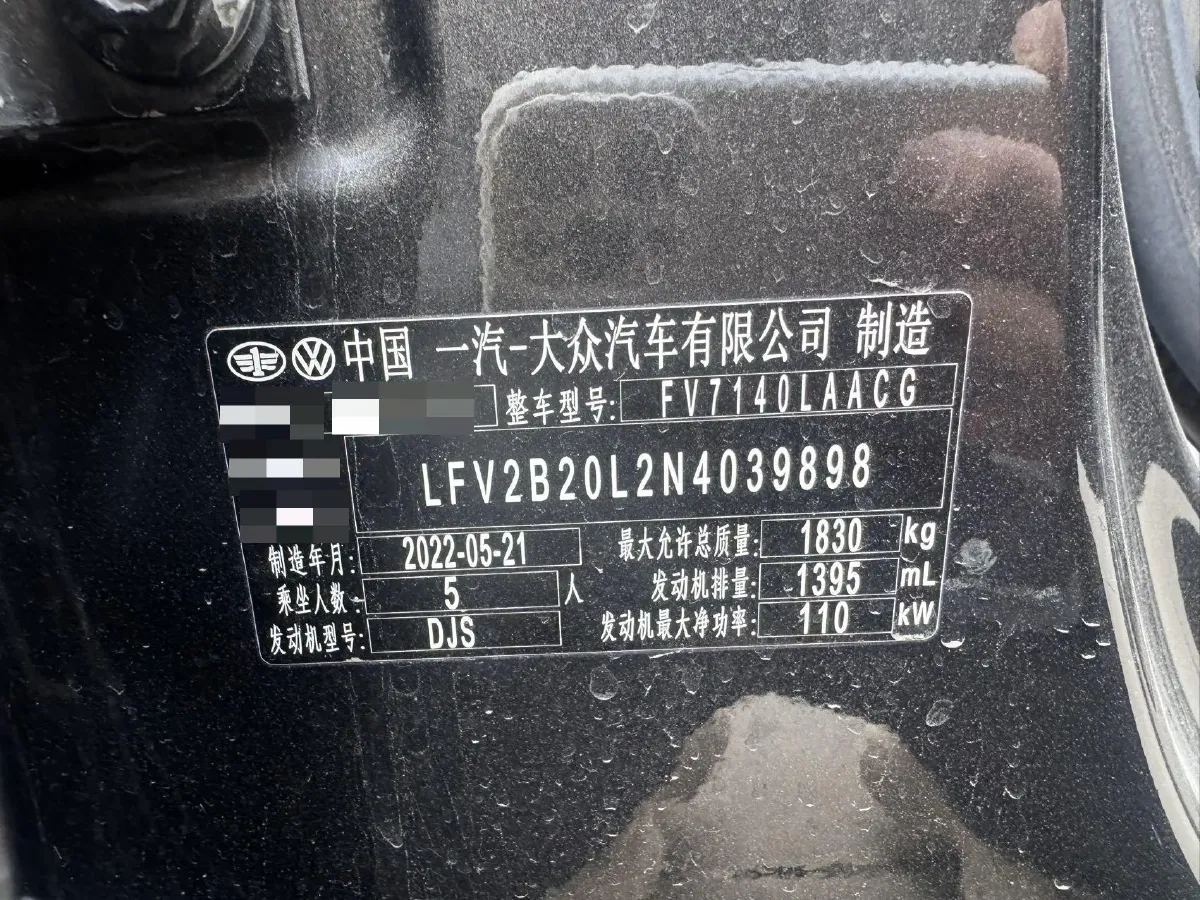 中国 一汽-大众汽车有限公司 制造
整车型号: FV7140LAACG
LFV2B20L2N4039898
制造年月: 2022-05-21 最大允许总质量: 1830 kg
乘坐人数: 5 人 发动机排量: 1395 mL
发动机型号: DJS 发动机最大净功率: 110 kW